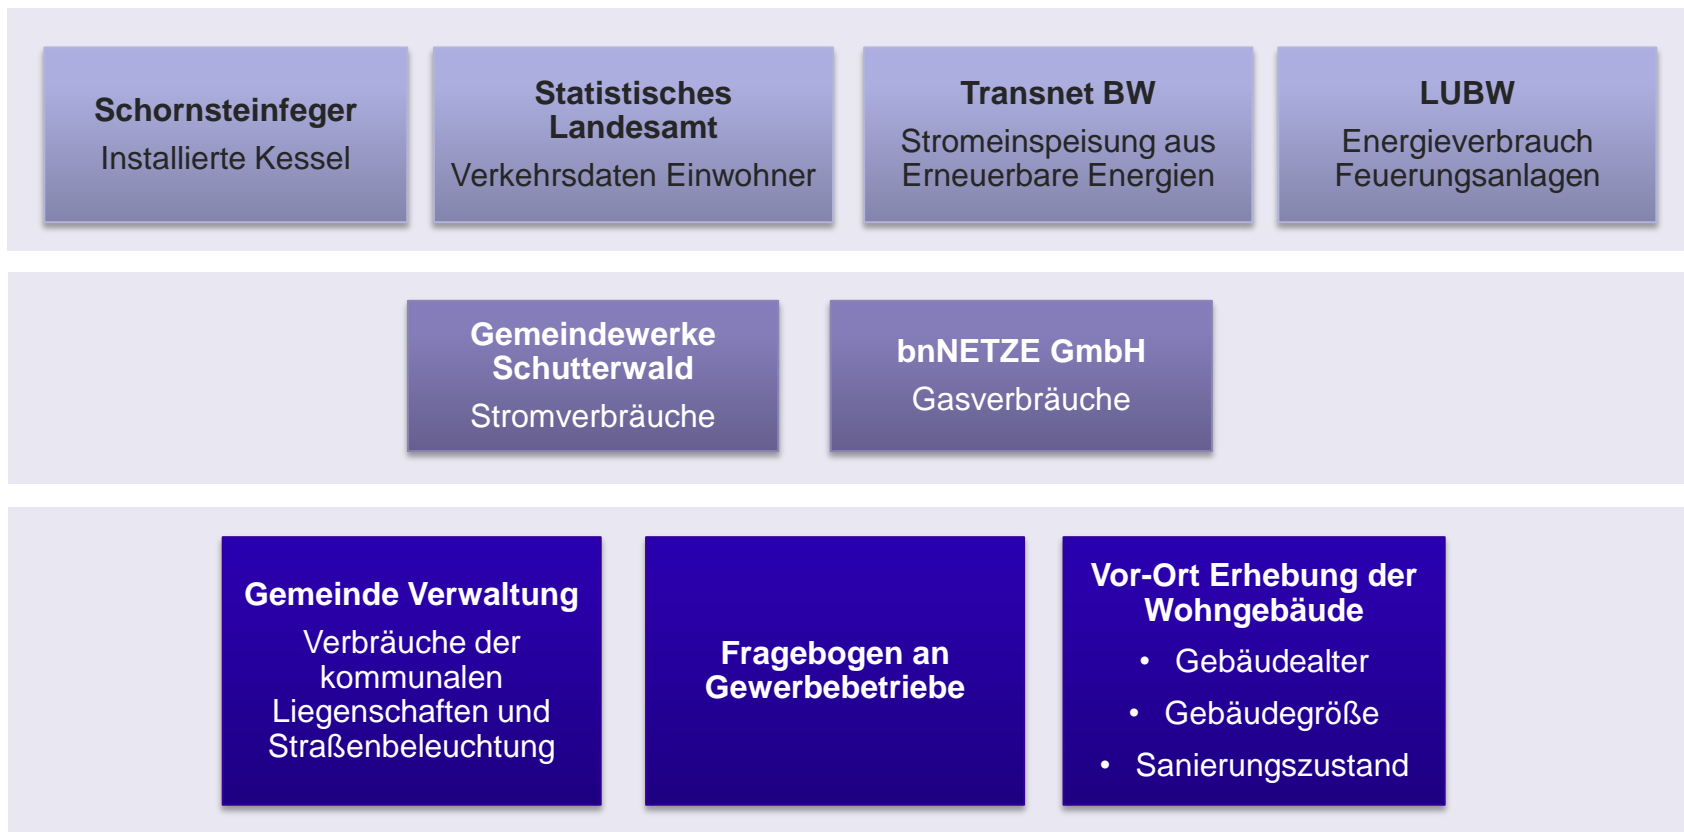 Schornsteinfeger
Installierte Kessel
Statistisches
Landesamt
Verkehrsdaten Einwohner
Transnet BW
Stromeinspeisung aus
Erneuerbare Energien
LUBW
Energieverbrauch
Feuerungsanlagen
Gemeindewerke
Schutterwald
Stromverbräuche
bnNETZE GmbH
Gasverbräuche
Gemeinde Verwaltung
Verbräuche der
kommunalen
Liegenschaften und
Straßenbeleuchtung
Fragebogen an
Gewerbebetriebe
Vor-Ort Erhebung der
Wohngebäude
• Gebäudealter
• Gebäudegröße
• Sanierungszustand